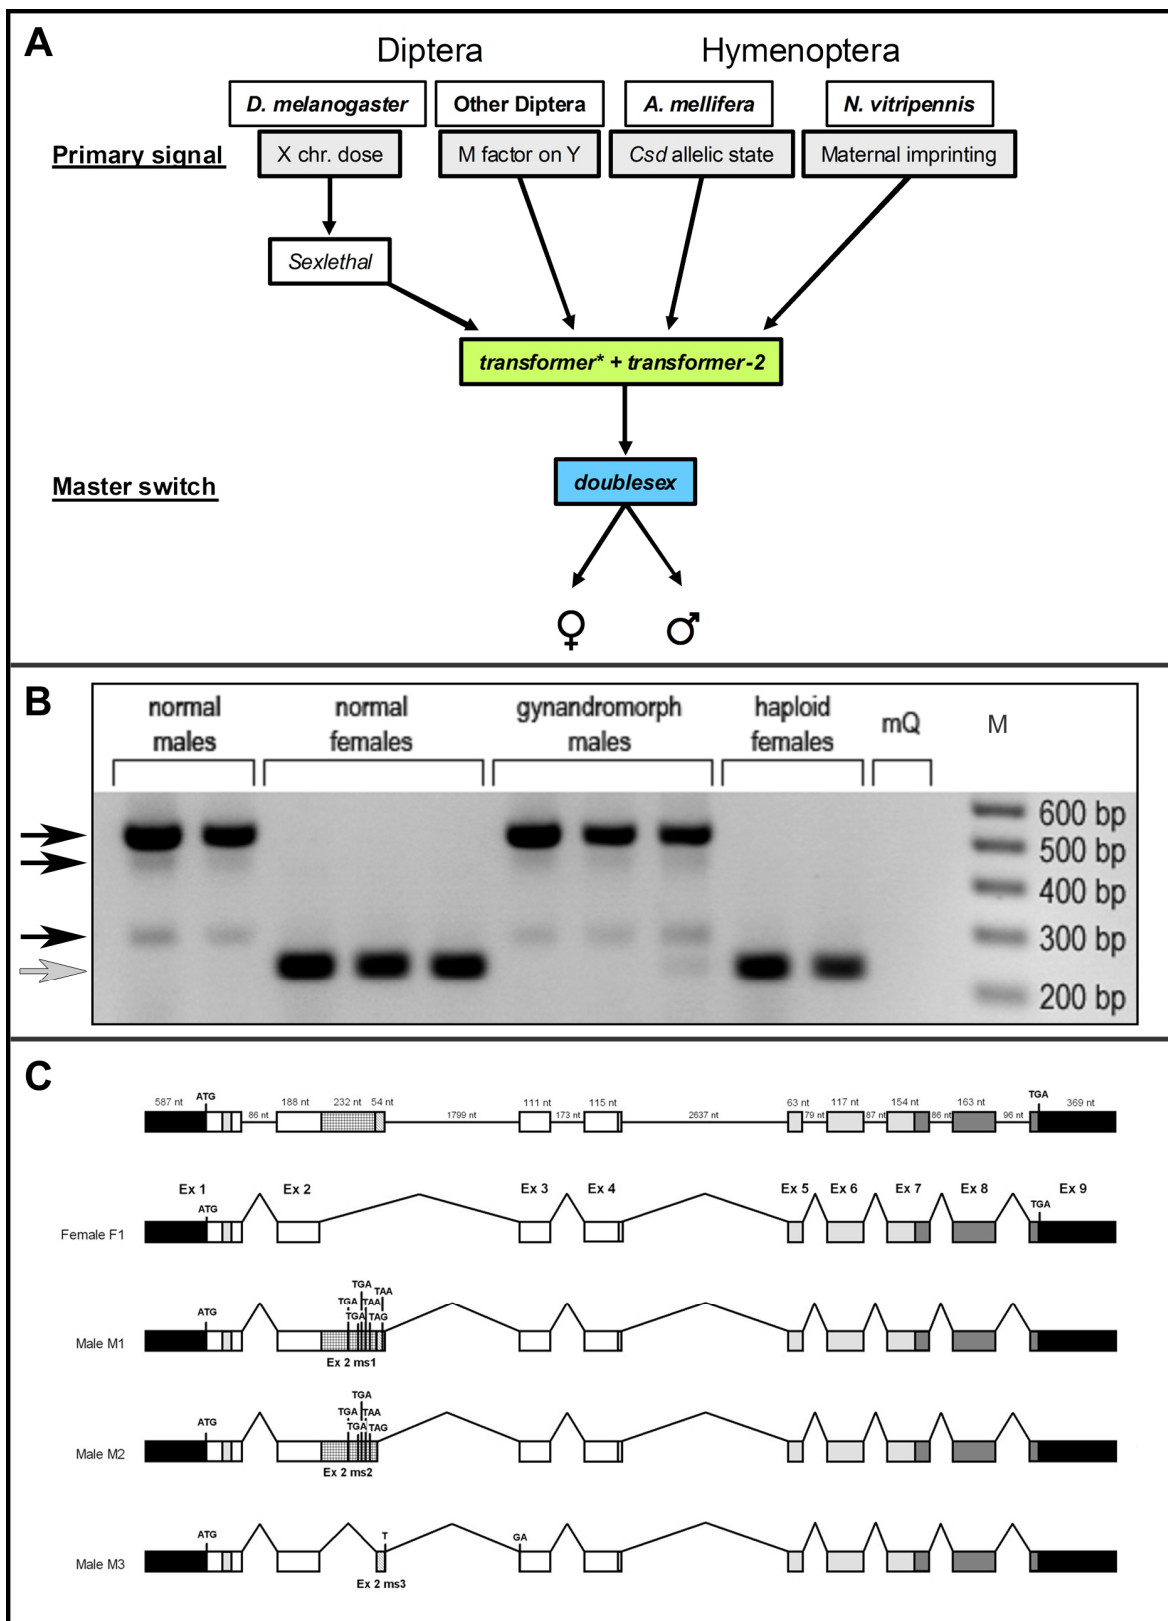 A
Diptera
Hymenoptera
D. melanogaster
Other Diptera
A. mellifera
N. vitripennis
Primary siqnal
X chr. dose
M factor on Y
Csd allelic state
Maternal imprinting
Sexlethal
transformer* + transformer-2
Master switch
doublesex
♀ ♂
B
normal males
normal females
gynandromorph males
haploid females
mQ
M
600 bp
500 bp
400 bp
300 bp
200 bp
C
587 nt
ATG
86 nt
188 nt
232 nt
54 nt
1799 nt
111 nt
173 nt
115 nt
2637 nt
63 nt
79 nt
117 nt
87 nt
154 nt
86 nt
163 nt
96 nt
TGA
369 nt
Ex 1
Ex 2
Ex 3
Ex 4
Ex 5
Ex 6
Ex 7
Ex 8
Ex 9
ATG
TGA
Female F1
TGA
TGA
TAA
TAA
ATG
TGA
TAG
Male M1
Ex 2 ms1
TGA
TGA
TAA
ATG
TGA
TAG
Male M2
Ex 2 ms2
ATG
T
GA
Male M3
Ex 2 ms3